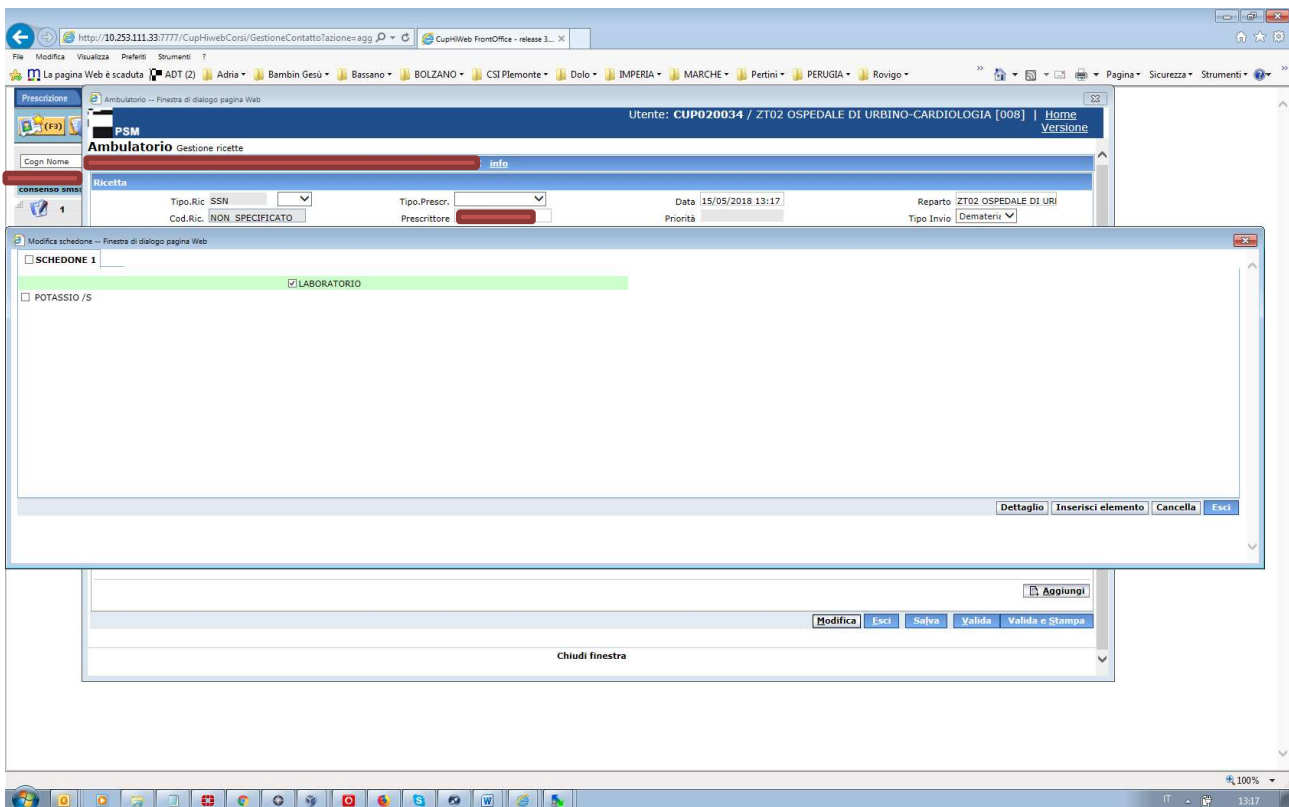 http://10.253.111.33:7777/CupHiwebCorsi/GestioneContatto?azione=agg
CupHiWeb FrontOffice - release 3...
File Modifica Visualizza Preferiti Strumenti ?
La pagina Web è scaduta ADT (2) Adria Bambin Gesù Bassano BOLZANO CSI Piemonte Dolo IMPERIA MARCHE Pertini PERUGIA Rovigo » Pagina Sicurezza Strumenti »
Prescrizione Ambulatorio -- Finestra di dialogo pagina Web
Utente: CUP020034 / ZT02 OSPEDALE DI URBINO-CARDIOLOGIA [008] | Home
(F3) PSM Versione
Ambulatorio Gestione ricette
Cogn Nome info
consenso sms:
Ricetta
Tipo.Ric SSN Tipo.Prescr. Data 15/05/2018 13:17 Reparto ZT02 OSPEDALE DI URI
1 Cod.Ric. NON SPECIFICATO Prescrittore Priorità Tipo Invio Demateria
Modifica schedone -- Finestra di dialogo pagina Web
SCHEDONE 1
LABORATORIO
POTASSIO /S
Dettaglio Inserisci elemento Cancella Esci
Aggiungi
Modifica Esci Salva Valida Valida e Stampa
Chiudi finestra
100%
IT 13:17